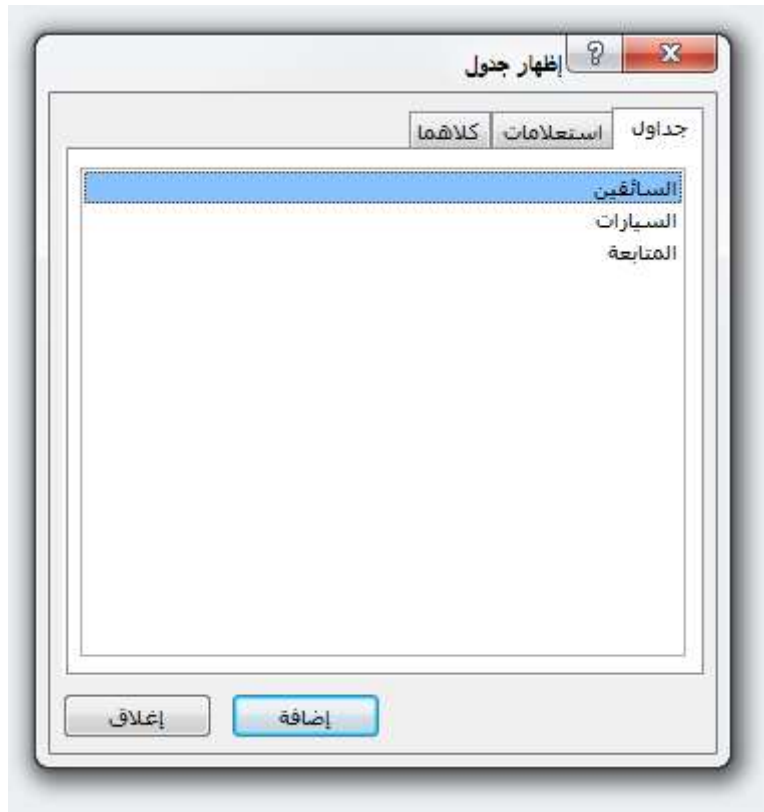 إظهار جدول
جداول استعلامات كلاهما
السائقين
السيارات
المتابعة
إضافة إغلاق